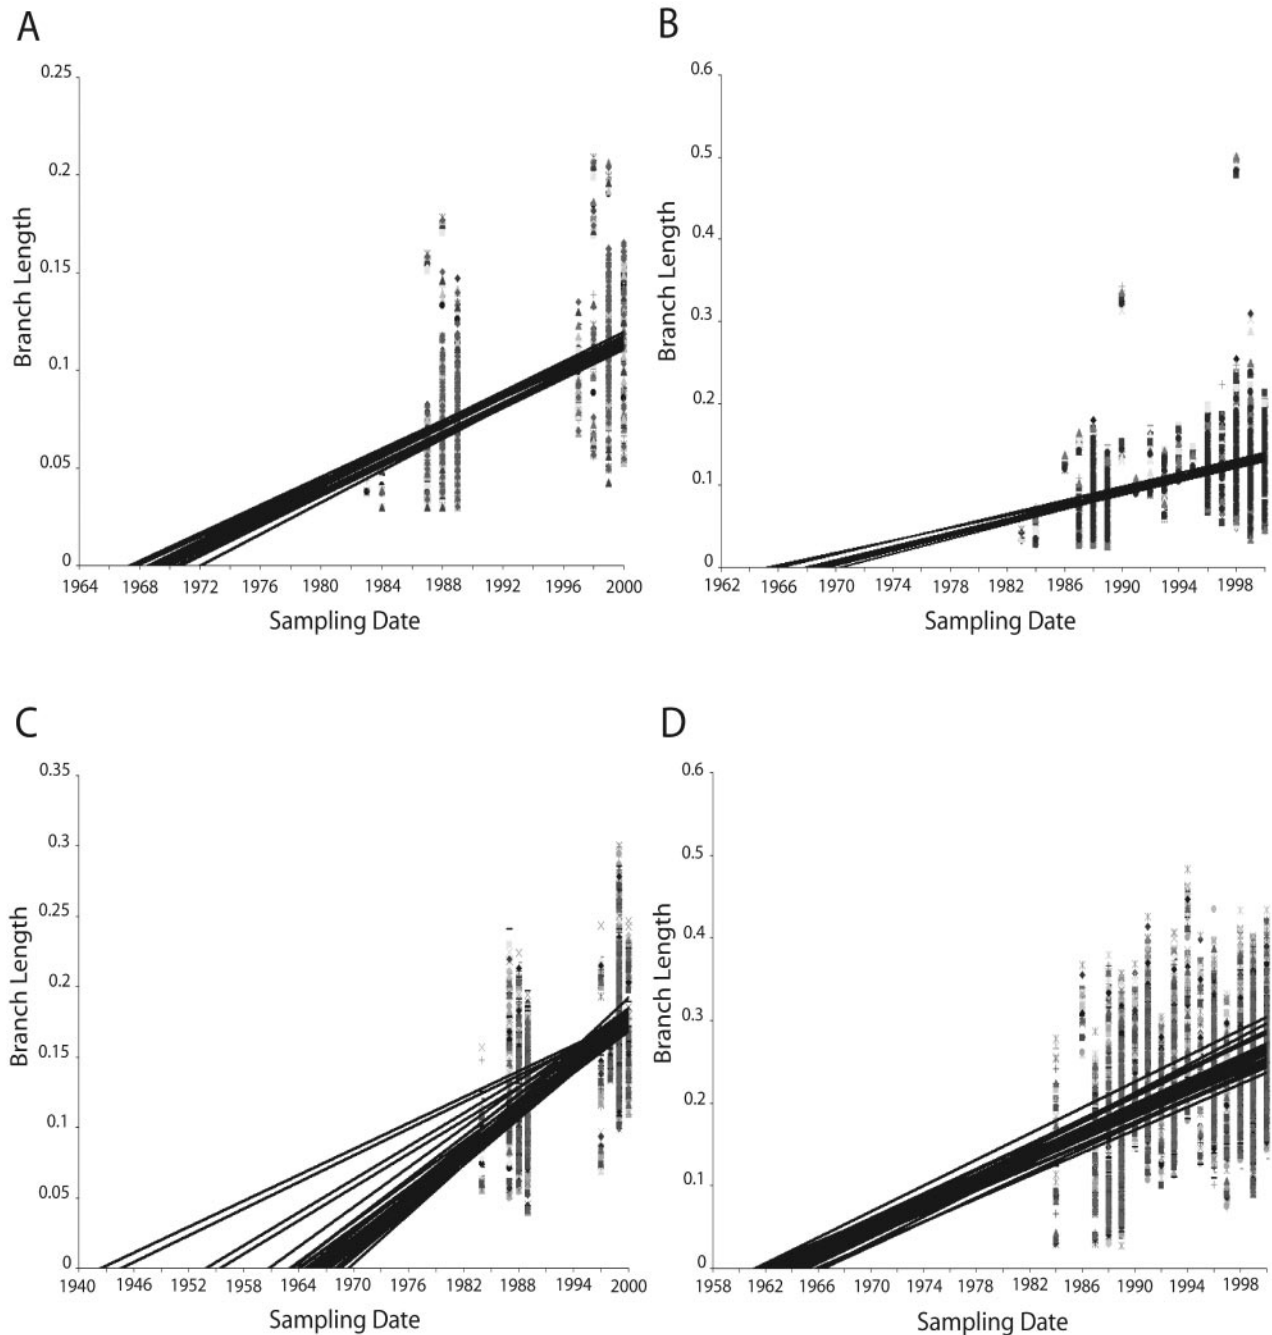 A
0.25
0.2
0.15
0.1
0.05
0
Branch Length
1964 1968 1972 1976 1980 1984 1988 1992 1996 2000
Sampling Date
B
0.6
0.5
0.4
0.3
0.2
0.1
0
Branch Length
1962 1966 1970 1974 1978 1982 1986 1990 1994 1998
Sampling Date
C
0.35
0.3
0.25
0.2
0.15
0.1
0.05
0
Branch Length
1940 1946 1952 1958 1963 1970 1976 1982 1988 1994 2000
Sampling Date
D
0.6
0.5
0.4
0.3
0.2
0.1
0
Branch Length
1958 1962 1966 1970 1974 1978 1982 1986 1990 1994 1998
Sampling Date